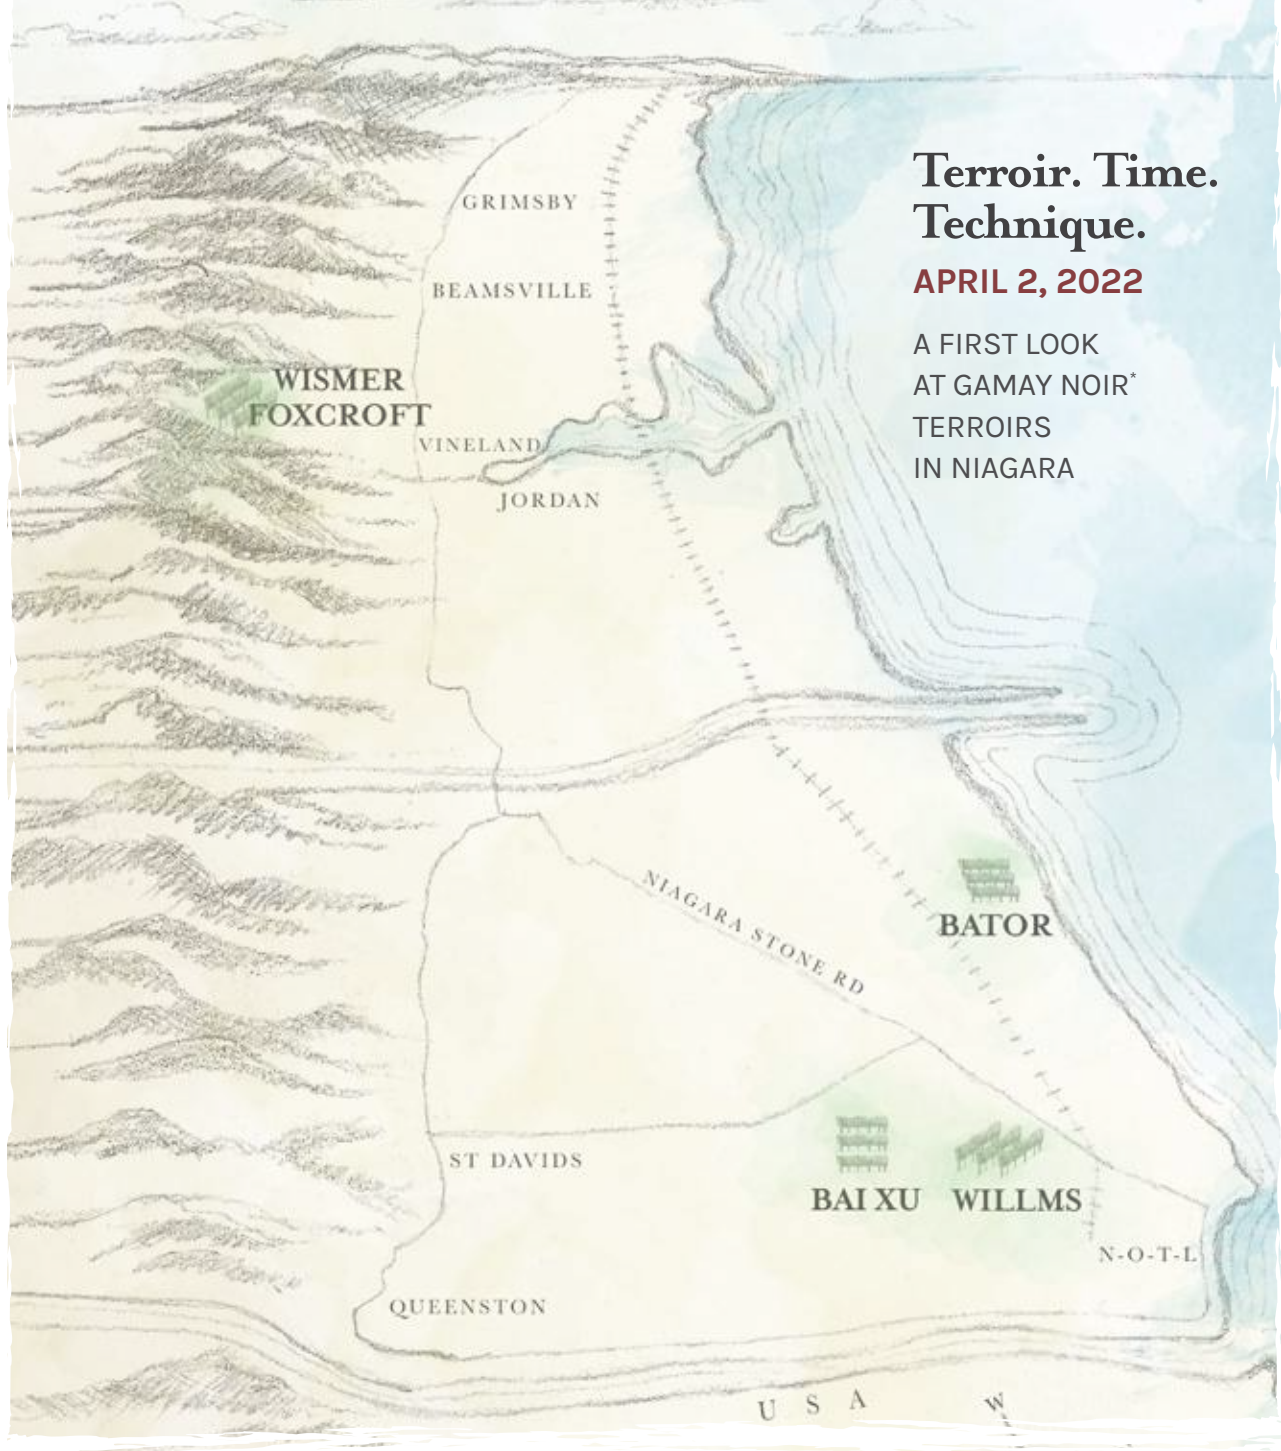 Terroir. Time.
Technique.
APRIL 2, 2022
A FIRST LOOK
AT GAMAY NOIR*
TERROIRS
IN NIAGARA
GRIMSBY
BEAMSVILLE
WISMER
FOXCROFT
VINELAND
JORDAN
NIAGARA STONE RD
BATOR
BAI XU
WILLMS
ST DAVIDS
N-O-T-L
QUEENSTON
USA
W